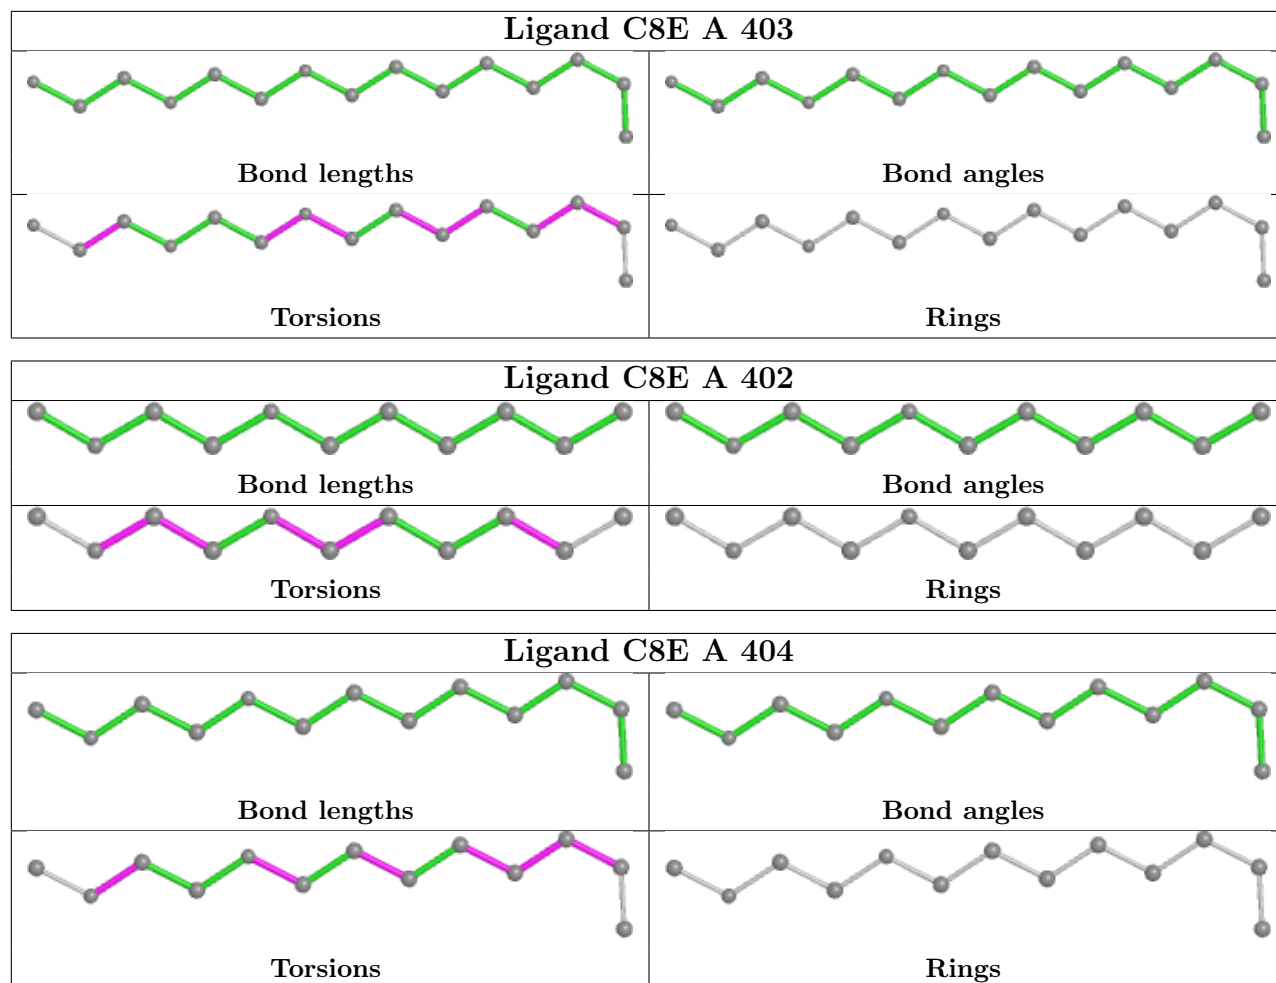 Ligand C8E A 403
Bond lengths
Bond angles
Torsions
Rings
Ligand C8E A 402
Bond lengths
Bond angles
Torsions
Rings
Ligand C8E A 404
Bond lengths
Bond angles
Torsions
Rings